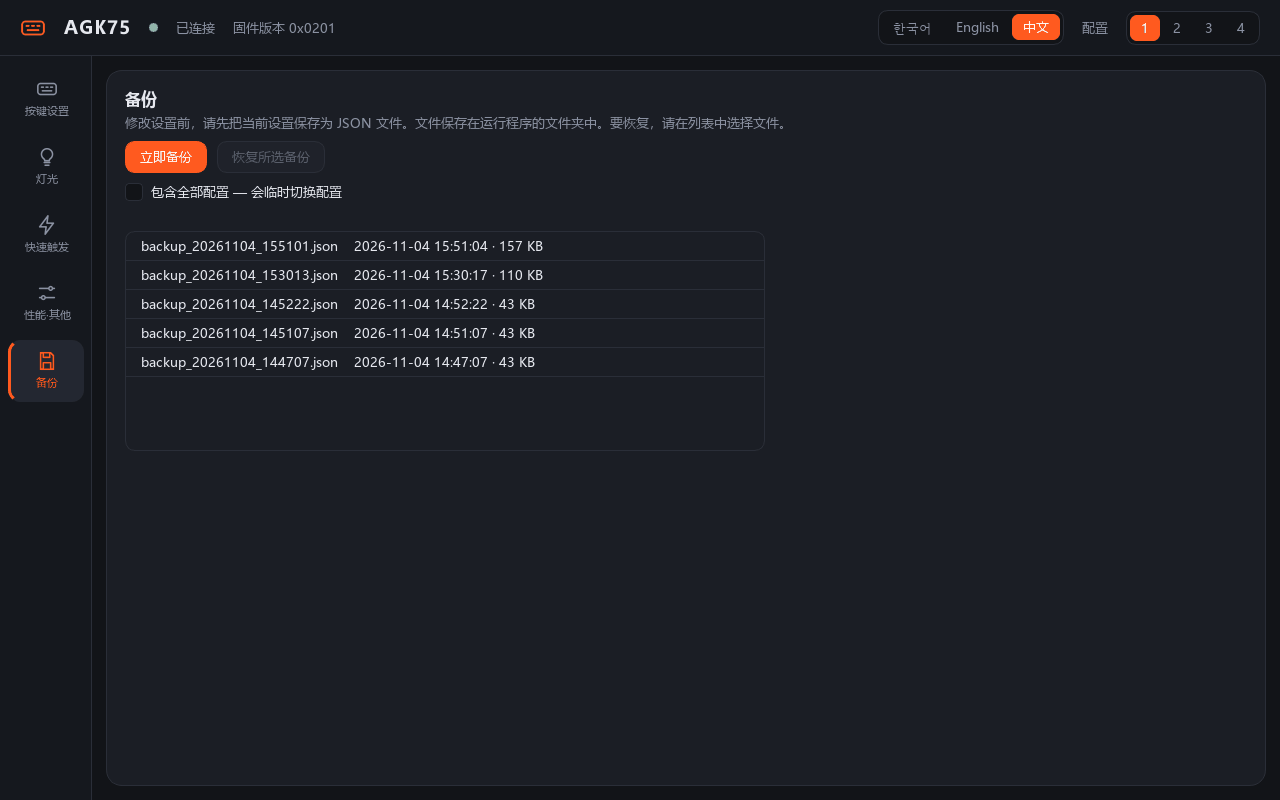 AGK75 已连接 固件版本 0x0201 한국어 English 中文 配置 1 2 3 4
按键设置
灯光
快速触发
性能·其他
备份
备份
修改设置前，请先把当前设置保存为 JSON 文件。文件保存在运行程序的文件夹中。要恢复，请在列表中选择文件。
立即备份 恢复所选备份
包含全部配置 — 会临时切换配置
backup_20261104_155101.json 2026-11-04 15:51:04 · 157 KB
backup_20261104_153013.json 2026-11-04 15:30:17 · 110 KB
backup_20261104_145222.json 2026-11-04 14:52:22 · 43 KB
backup_20261104_145107.json 2026-11-04 14:51:07 · 43 KB
backup_20261104_144707.json 2026-11-04 14:47:07 · 43 KB